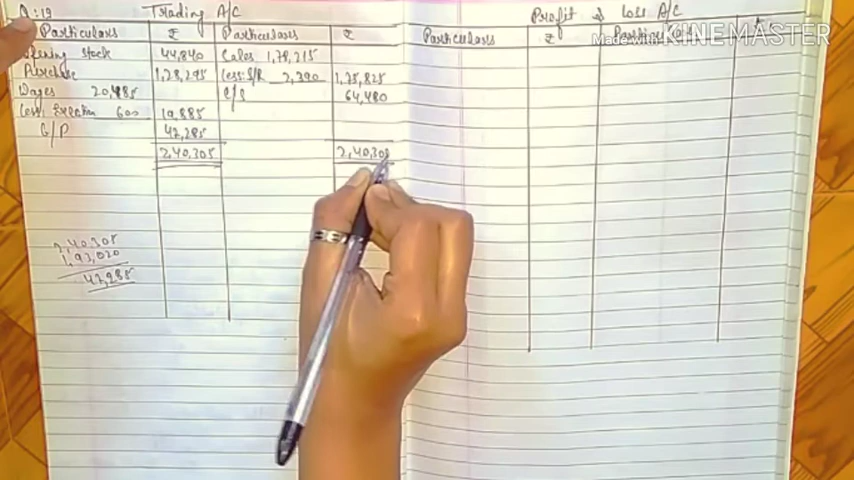 Q:19 Trading A/C
Particulars ₹ Particulars ₹
Opening stock 44,840 Sales 1,78,215
Purchase 1,28,295 Less: S/R 2,390 1,75,825
Wages 20,485 C/S 64,480
Less: Erection 600 19,885
G/P 47,285
2,40,305 2,40,305
2,40,305
1,93,020
47,285
Profit & Loss A/C
Particulars ₹ Particulars ₹
Made with KINEMASTER